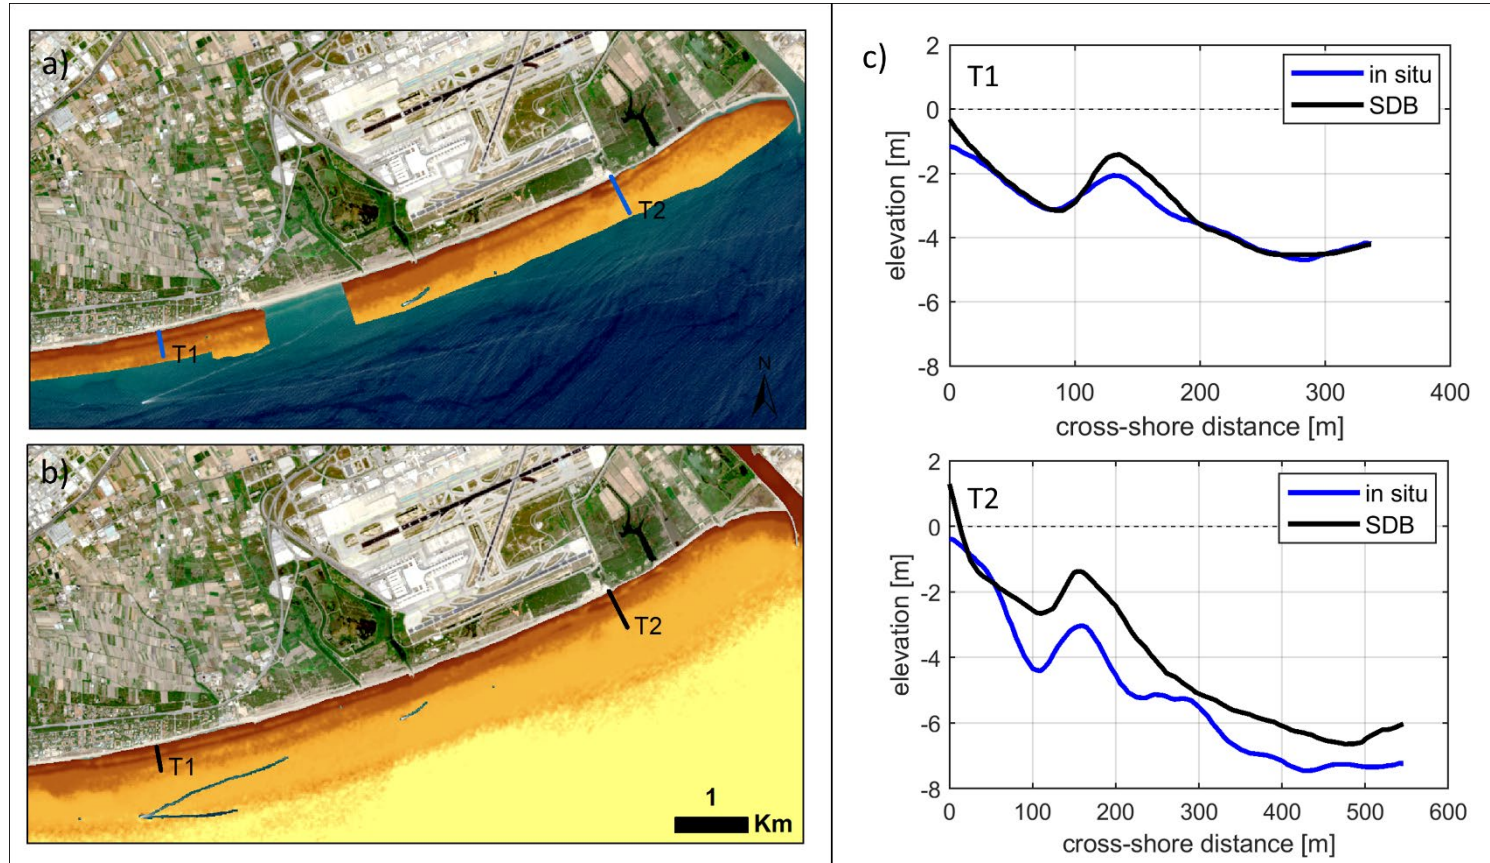 a)
T2
T1
N
b)
T2
T1
1
Km
c)
T1
in situ
SDB
elevation [m]
2
0
-2
-4
-6
-8
0
100
200
300
400
cross-shore distance [m]
T2
in situ
SDB
elevation [m]
2
0
-2
-4
-6
-8
0
100
200
300
400
500
600
cross-shore distance [m]